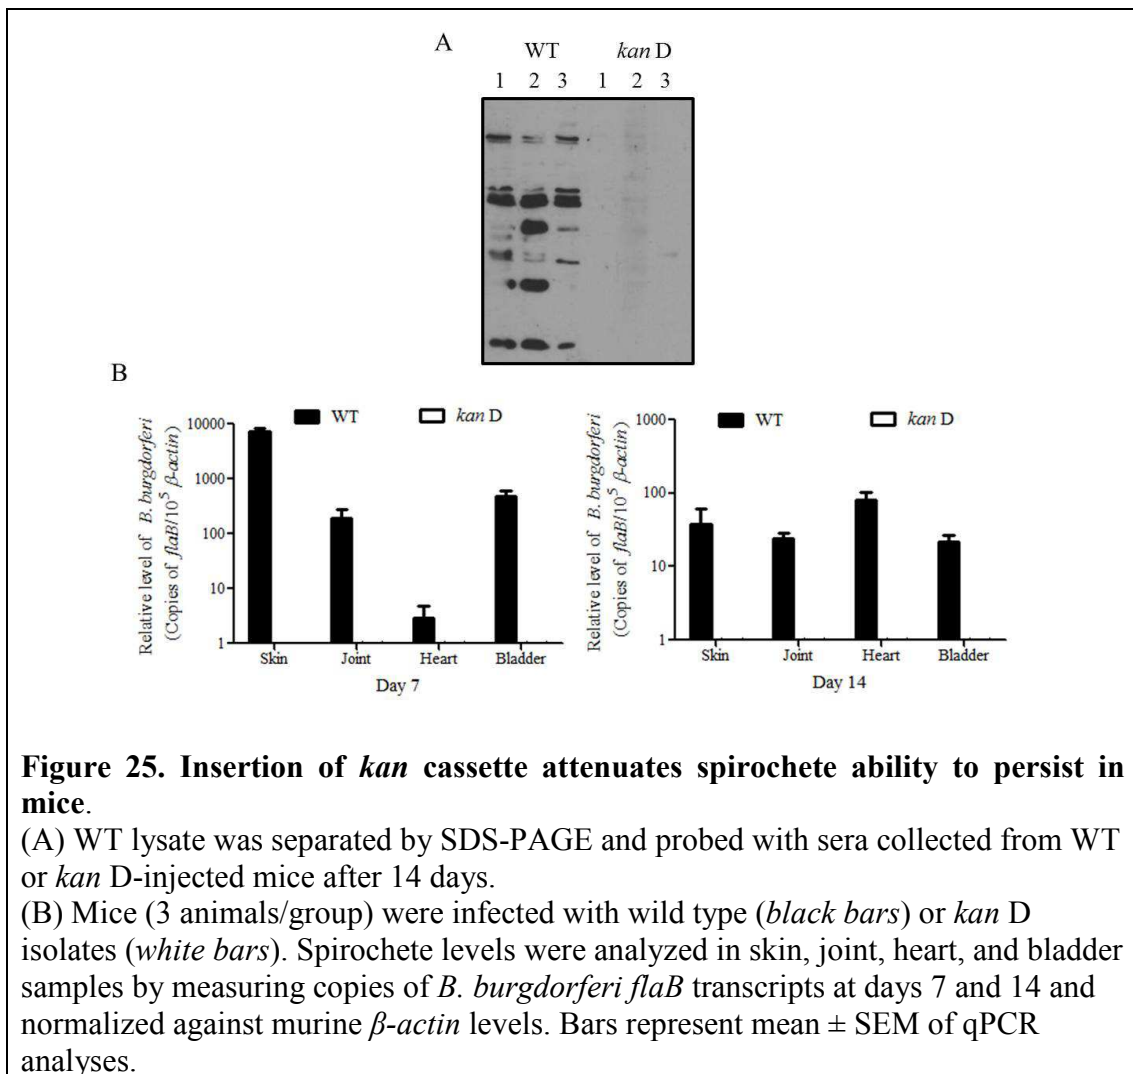 A
WT kan D
1 2 3 1 2 3
B
Relative level of B. burgdorferi
((Copies of flaB/10⁵ β-actin)
WT kan D
10000
1000
100
10
1
Skin Joint Heart Bladder
Day 7
Relative level of B. burgdorferi
(Copies of flaB/10⁵ β-actin)
WT kan D
1000
100
10
1
Skin Joint Heart Bladder
Day 14
Figure 25. Insertion of kan cassette attenuates spirochete ability to persist in
mice.
(A) WT lysate was separated by SDS-PAGE and probed with sera collected from WT
or kan D-injected mice after 14 days.
(B) Mice (3 animals/group) were infected with wild type (black bars) or kan D
isolates (white bars). Spirochete levels were analyzed in skin, joint, heart, and bladder
samples by measuring copies of B. burgdorferi flaB transcripts at days 7 and 14 and
normalized against murine β-actin levels. Bars represent mean ± SEM of qPCR
analyses.